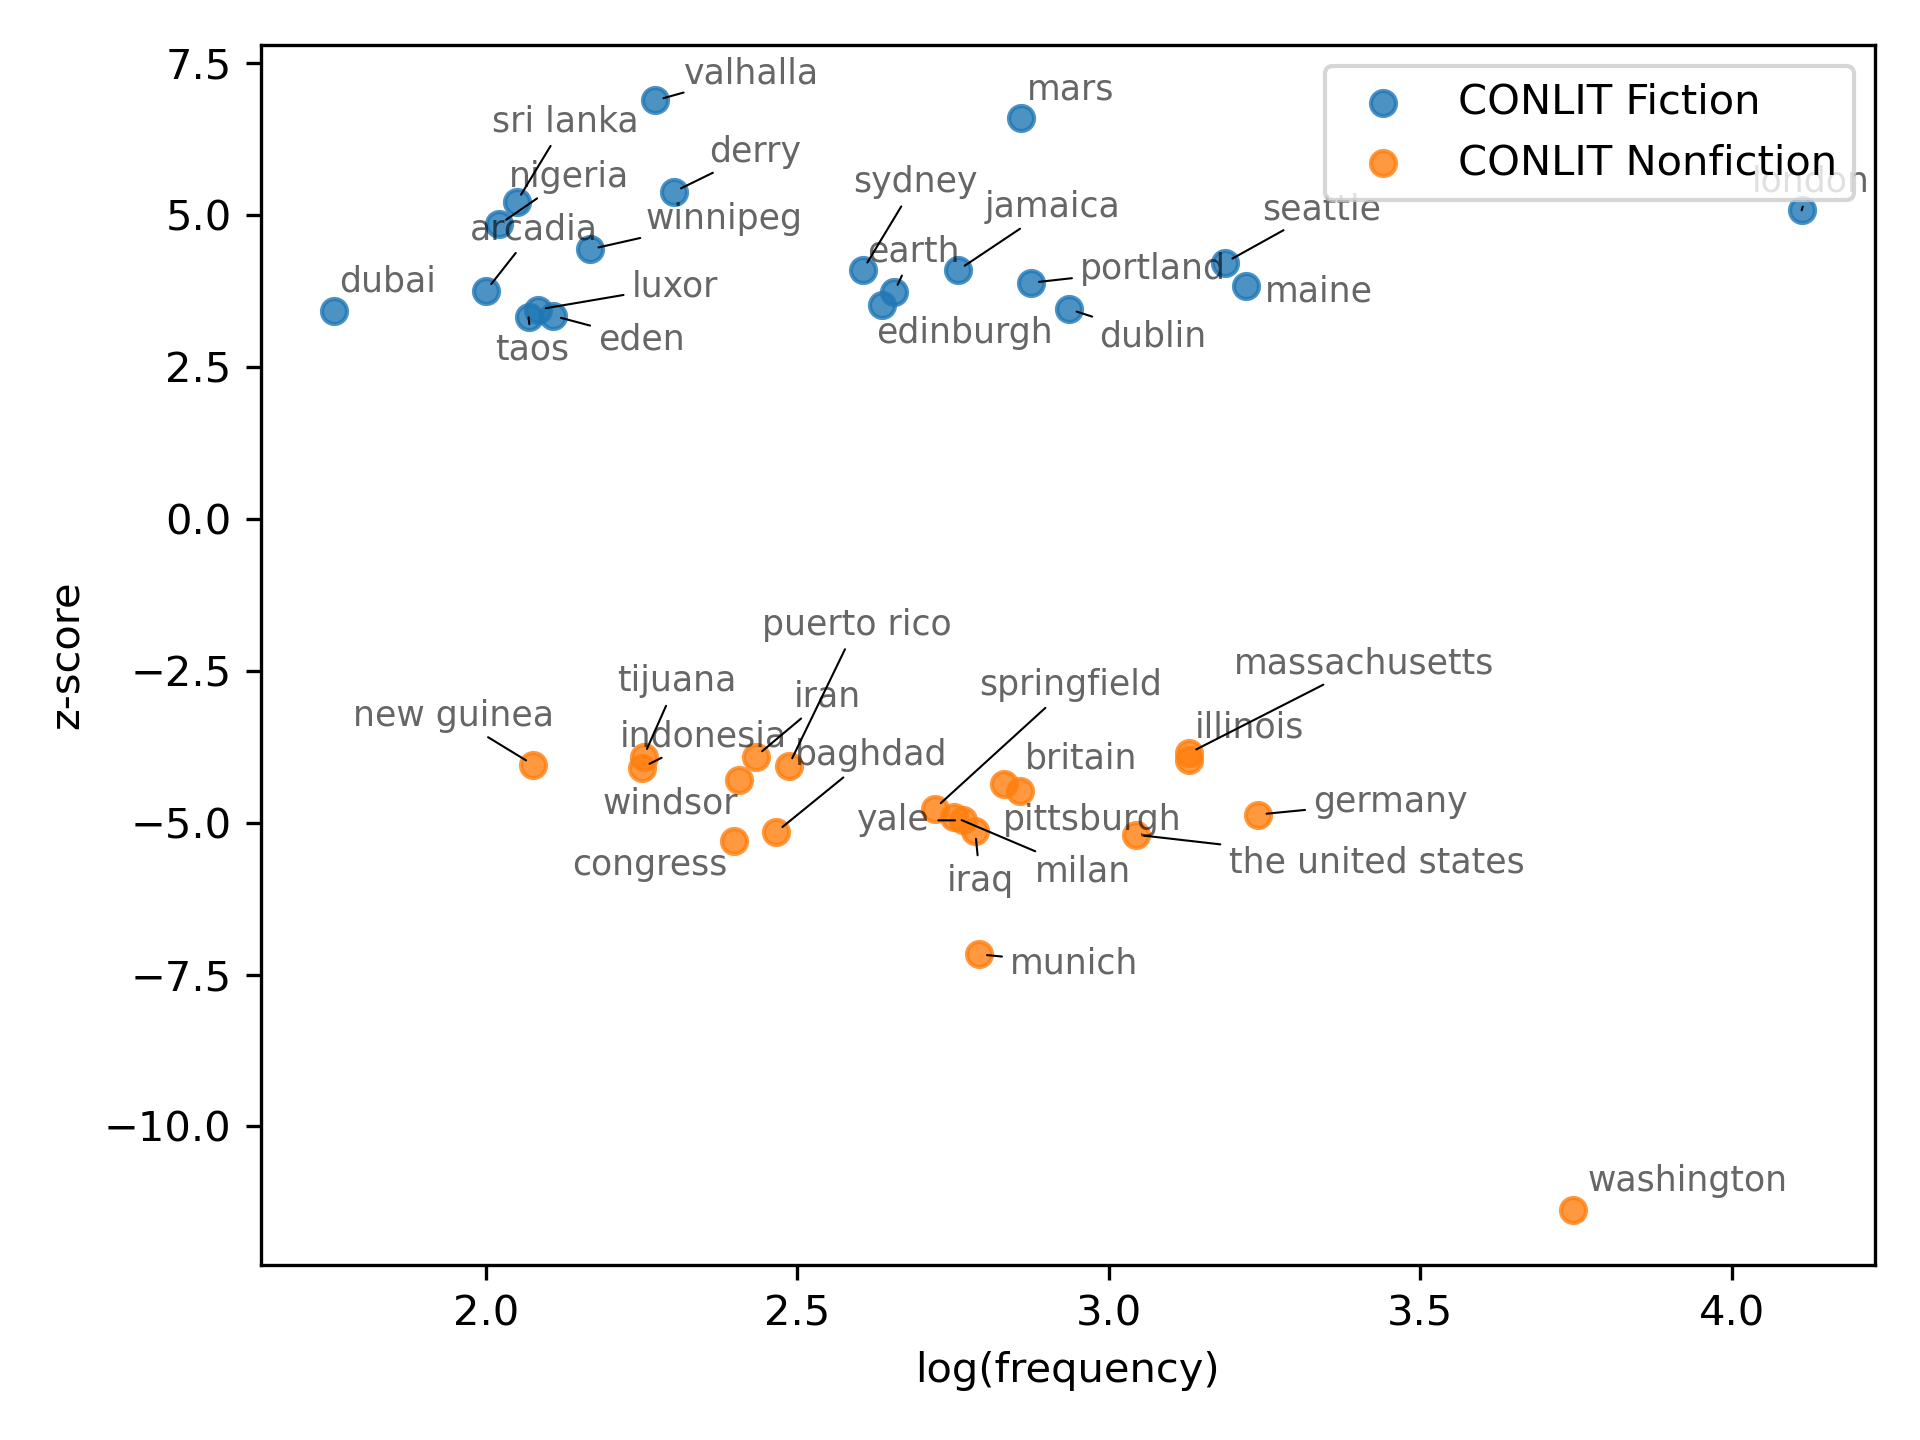 7.5
5.0
2.5
0.0
−2.5
−5.0
−7.5
−10.0
z-score
2.0
2.5
3.0
3.5
4.0
log(frequency)
CONLIT Fiction
CONLIT Nonfiction
valhalla
mars
sri lanka
derry
nigeria
sydney
london
jamaica
seattle
winnipeg
arcadia
earth
portland
dubai
luxor
maine
edinburgh
dublin
eden
taos
puerto rico
massachusetts
tijuana
springfield
iran
new guinea
illinois
indonesia
baghdad
britain
windsor
germany
yale
pittsburgh
congress
the united states
milan
iraq
munich
washington